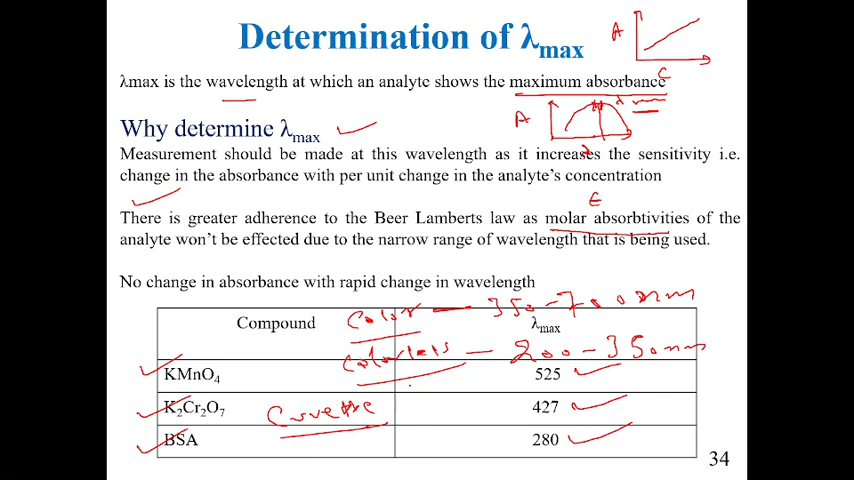 Determination of λmax
A
C
λmax is the wavelength at which an analyte shows the maximum absorbance
A
λ
Why determine λmax
Measurement should be made at this wavelength as it increases the sensitivity i.e.
change in the absorbance with per unit change in the analyte's concentration
ε
There is greater adherence to the Beer Lamberts law as molar absorbtivities of the
analyte won't be effected due to the narrow range of wavelength that is being used.
No change in absorbance with rapid change in wavelength
Color — 350-700nm
Compound λmax
Colorless — 200-350nm
KMnO4 525
K2Cr2O7 Cuvette 427
BSA 280
34